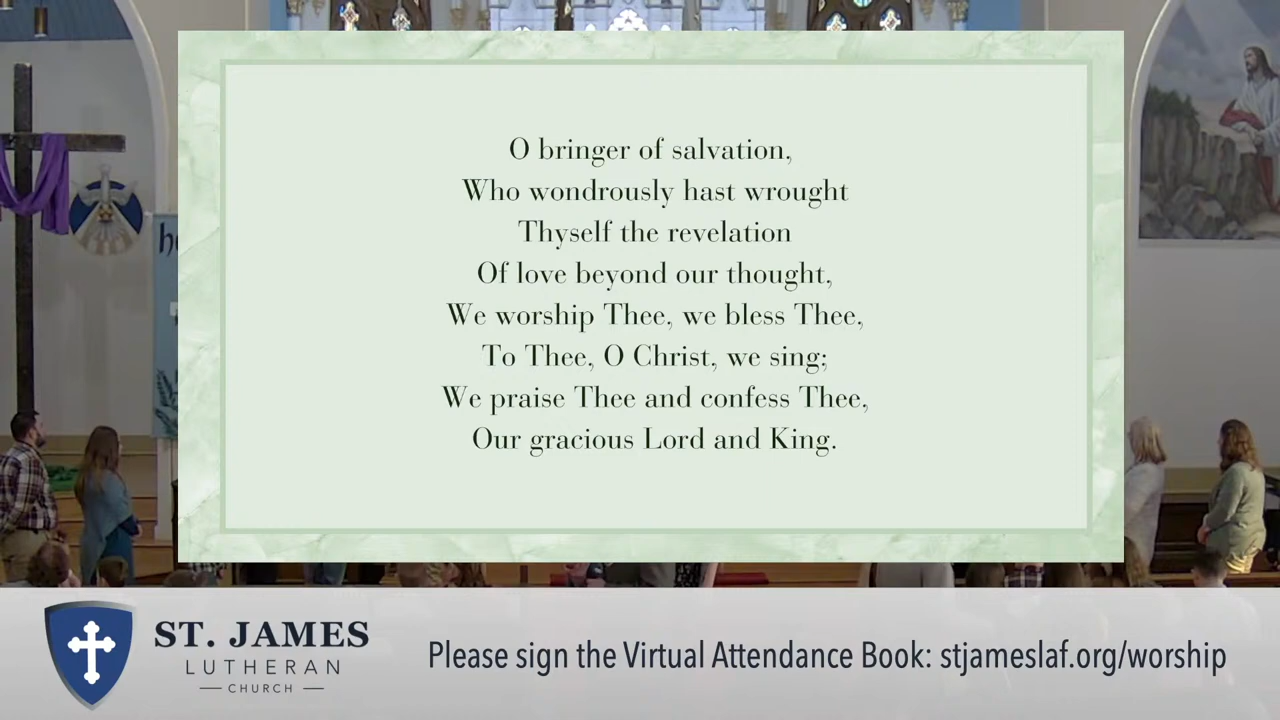 O bringer of salvation,
Who wondrously hast wrought
Thyself the revelation
Of love beyond our thought,
We worship Thee, we bless Thee,
To Thee, O Christ, we sing;
We praise Thee and confess Thee,
Our gracious Lord and King.
ST. JAMES
LUTHERAN
CHURCH
Please sign the Virtual Attendance Book: stjameslaf.org/worship